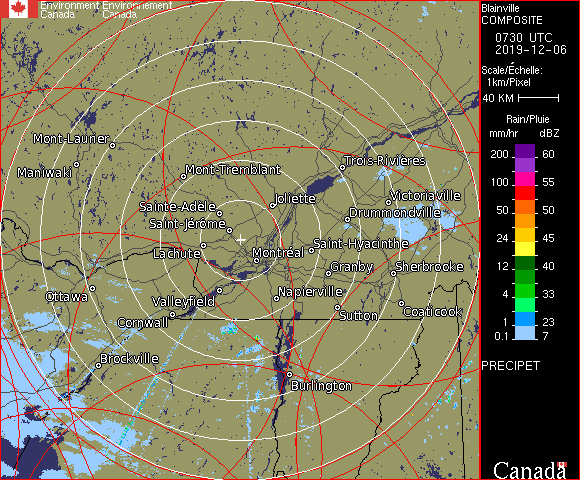 Environment Environnement
Canada Canada
Blainville
COMPOSITE
0730 UTC
2019-12-06
Scale/Échelle:
1km/Pixel
40 KM
Rain/Pluie
mm/hr dBZ
200 60
100 55
50 50
24 45
12 40
4 33
1 23
0.1 7
PRECIPET
Canada
Mont-Laurier
Maniwaki
Mont-Tremblant
Trois-Rivières
Joliette
Victoriaville
Sainte-Adèle
Drummondville
Saint-Jérôme
Saint-Hyacinthe
Lachute
Montréal
Granby
Sherbrooke
Ottawa
Valleyfield
Napierville
Cornwall
Sutton
Coaticook
Brockville
Burlington